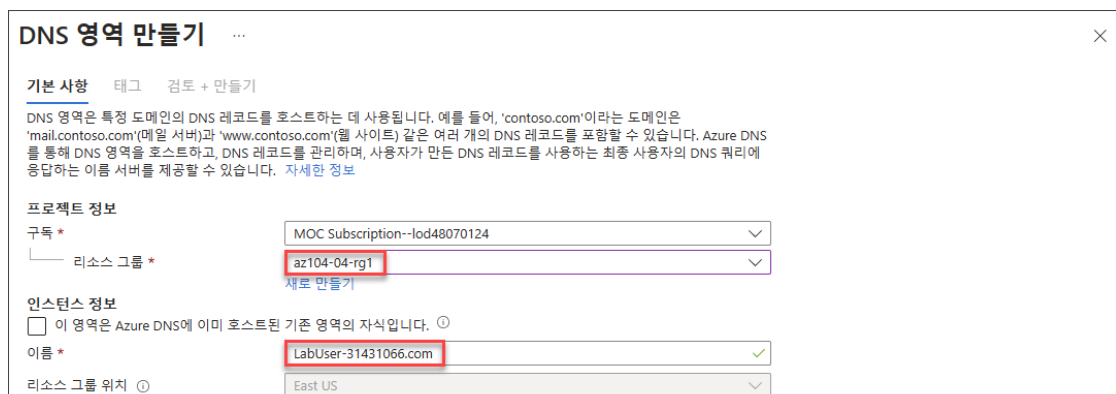 DNS 영역 만들기 ...
기본 사항 태그 검토 + 만들기
DNS 영역은 특정 도메인의 DNS 레코드를 호스트하는 데 사용됩니다. 예를 들어, 'contoso.com'이라는 도메인은
'mail.contoso.com'(메일 서버)과 'www.contoso.com'(웹 사이트) 같은 여러 개의 DNS 레코드를 포함할 수 있습니다. Azure DNS
를 통해 DNS 영역을 호스트하고, DNS 레코드를 관리하며, 사용자가 만든 DNS 레코드를 사용하는 최종 사용자의 DNS 쿼리에
응답하는 이름 서버를 제공할 수 있습니다. 자세한 정보
프로젝트 정보
구독 * MOC Subscription--lod48070124
리소스 그룹 * az104-04-rg1
새로 만들기
인스턴스 정보
이 영역은 Azure DNS에 이미 호스트된 기존 영역의 자식입니다.
이름 * LabUser-31431066.com
리소스 그룹 위치 East US